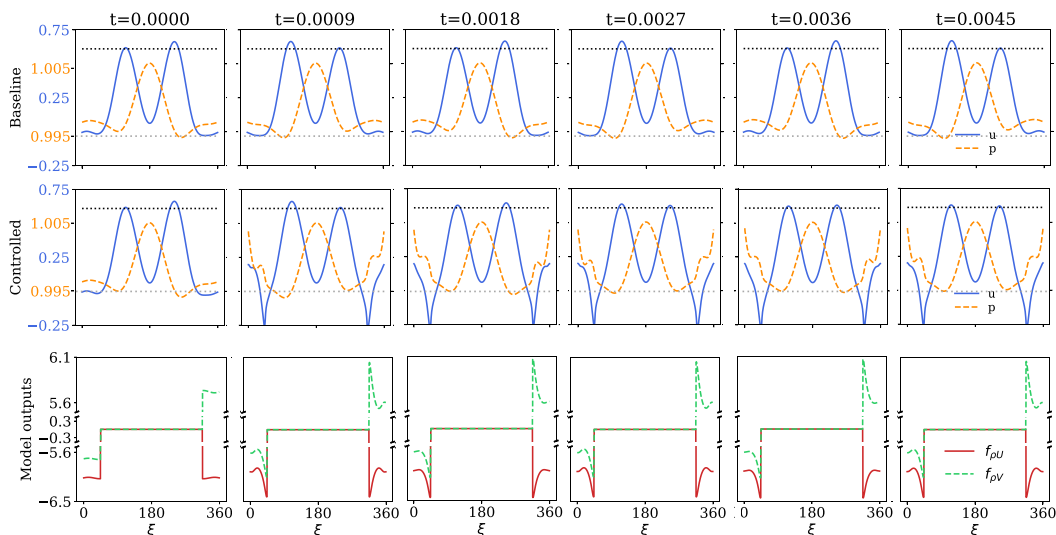 t=0.0000 t=0.0009 t=0.0018 t=0.0027 t=0.0036 t=0.0045
Baseline
0.75
1.005
0.25
0.995
−0.25
u
p
Controlled
0.75
1.005
0.25
0.995
−0.25
u
p
Model outputs
6.1
5.6
0.3
−0.3
−5.6
−6.5
fρU
fρV
0 180 360 0 180 360 0 180 360 0 180 360 0 180 360 0 180 360
ξ ξ ξ ξ ξ ξ